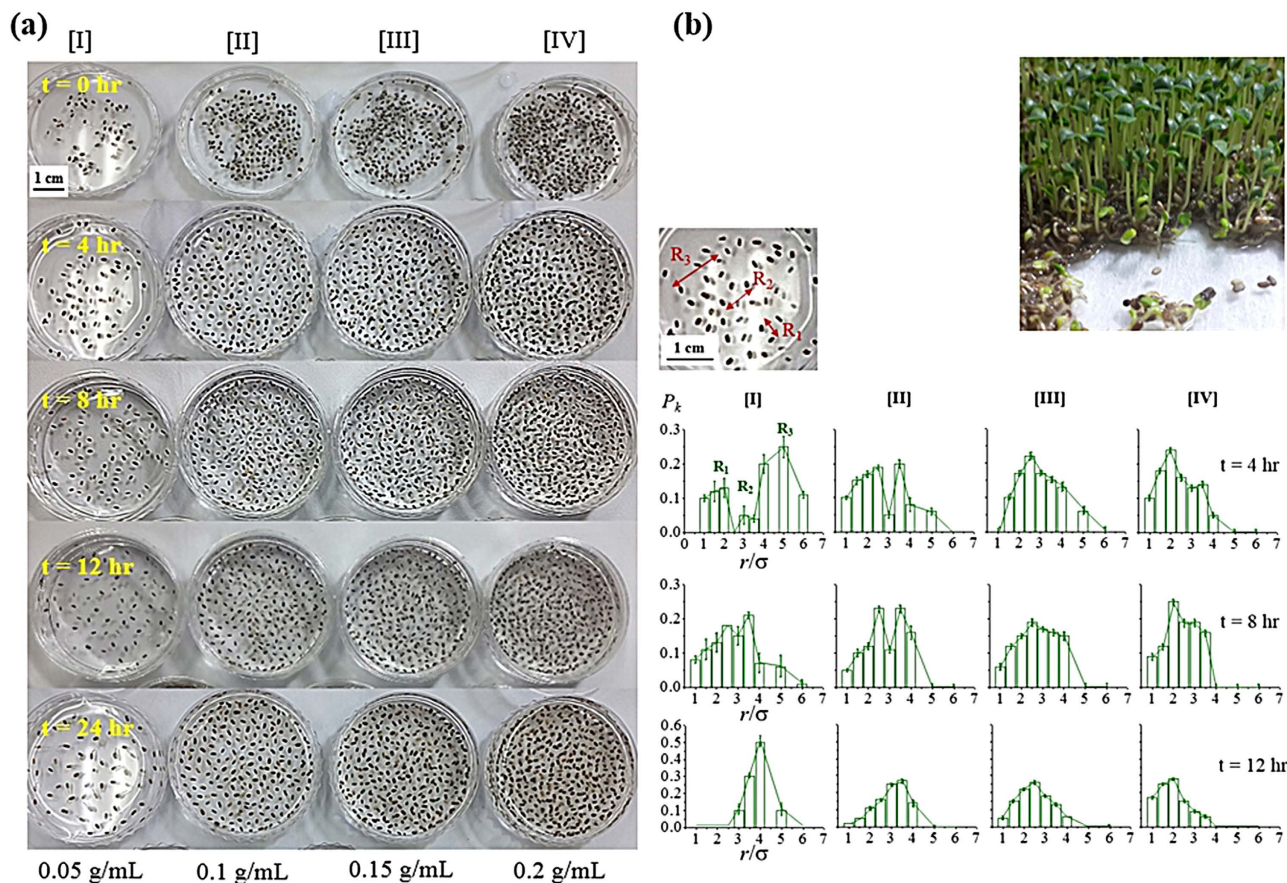 (a)
[I] [II] [III] [IV]
t = 0 hr
1 cm
t = 4 hr
t = 8 hr
t = 12 hr
t = 24 hr
0.05 g/mL 0.1 g/mL 0.15 g/mL 0.2 g/mL
(b)
R3
R2
R1
1 cm
Pk [I] [II] [III] [IV]
0.3
0.2
0.1
0.0
R1
R2
R3
t = 4 hr
0 1 2 3 4 5 6 7
1 2 3 4 5 6 7
1 2 3 4 5 6 7
1 2 3 4 5 6 7
r/σ
0.3
0.2
0.1
0.0
t = 8 hr
1 2 3 4 5 6 7
1 2 3 4 5 6 7
1 2 3 4 5 6 7
1 2 3 4 5 6 7
r/σ
0.6
0.5
0.4
0.3
0.2
0.1
0.0
t = 12 hr
1 2 3 4 5 6 7
1 2 3 4 5 6 7
1 2 3 4 5 6 7
1 2 3 4 5 6 7
r/σ